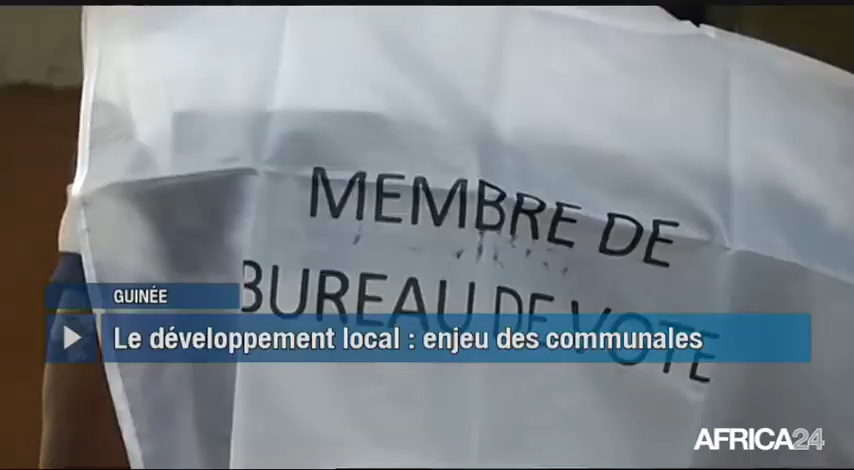 MEMBRE DE
BUREAU DE VOTE
GUINÉE
Le développement local : enjeu des communales
AFRICA24